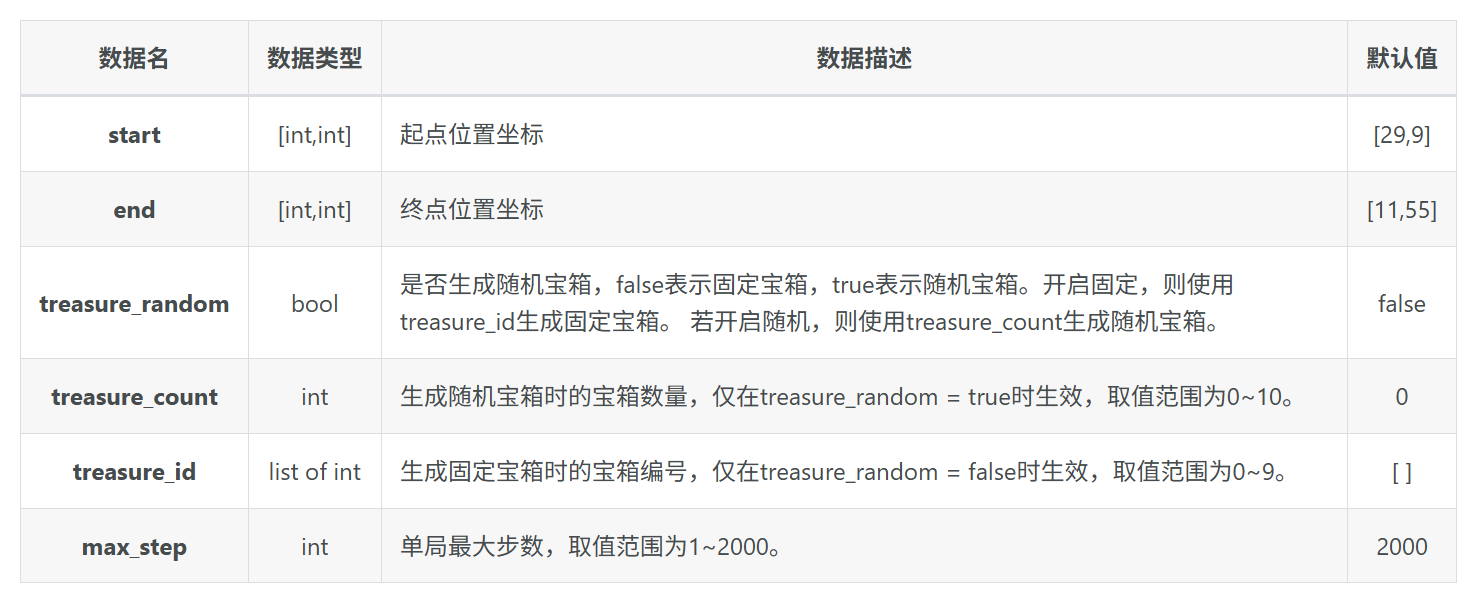 数据名 数据类型 数据描述 默认值
start [int,int] 起点位置坐标 [29,9]
end [int,int] 终点位置坐标 [11,55]
treasure_random bool 是否生成随机宝箱，false表示固定宝箱，true表示随机宝箱。开启固定，则使用
treasure_id生成固定宝箱。 若开启随机，则使用treasure_count生成随机宝箱。 false
treasure_count int 生成随机宝箱时的宝箱数量，仅在treasure_random = true时生效，取值范围为0~10。 0
treasure_id list of int 生成固定宝箱时的宝箱编号，仅在treasure_random = false时生效，取值范围为0~9。 [ ]
max_step int 单局最大步数，取值范围为1~2000。 2000